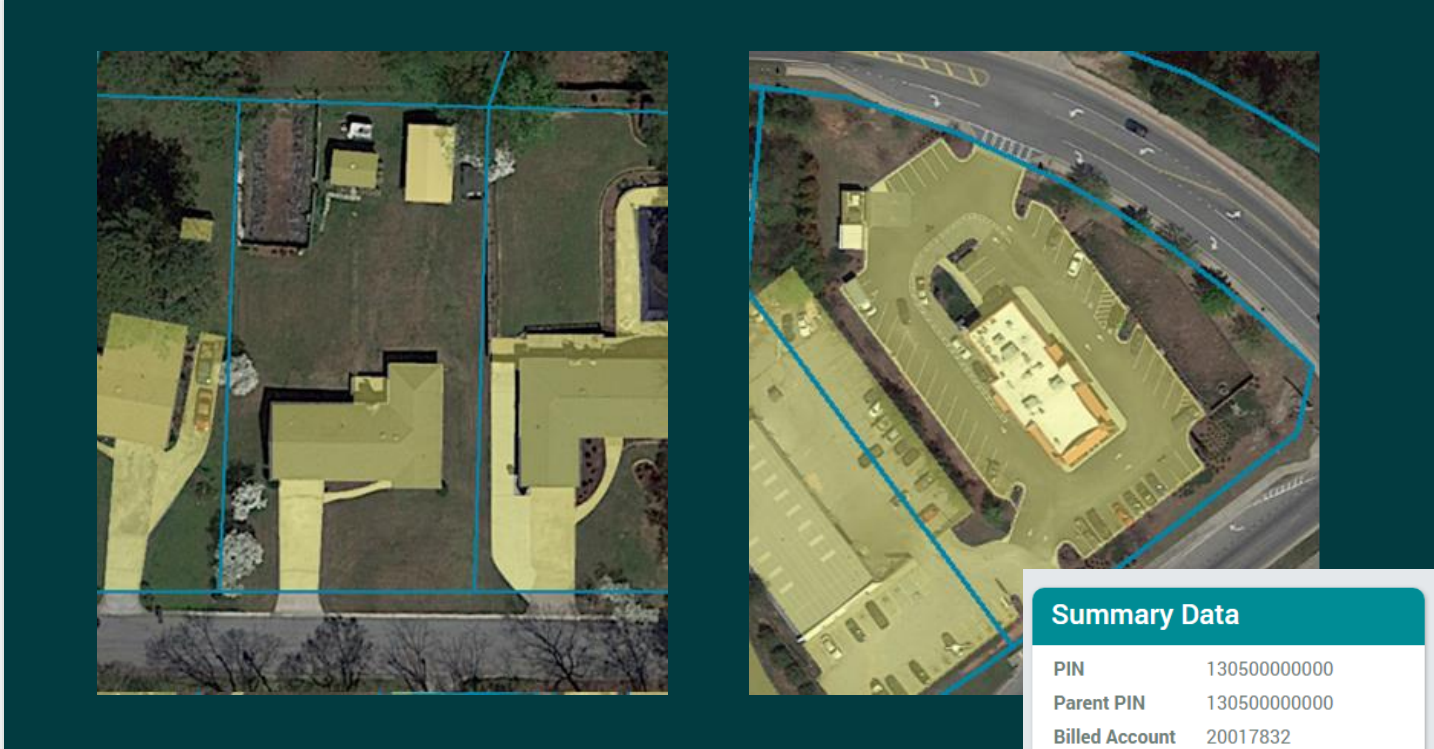 Summary Data
PIN 130500000000
Parent PIN 130500000000
Billed Account 20017832